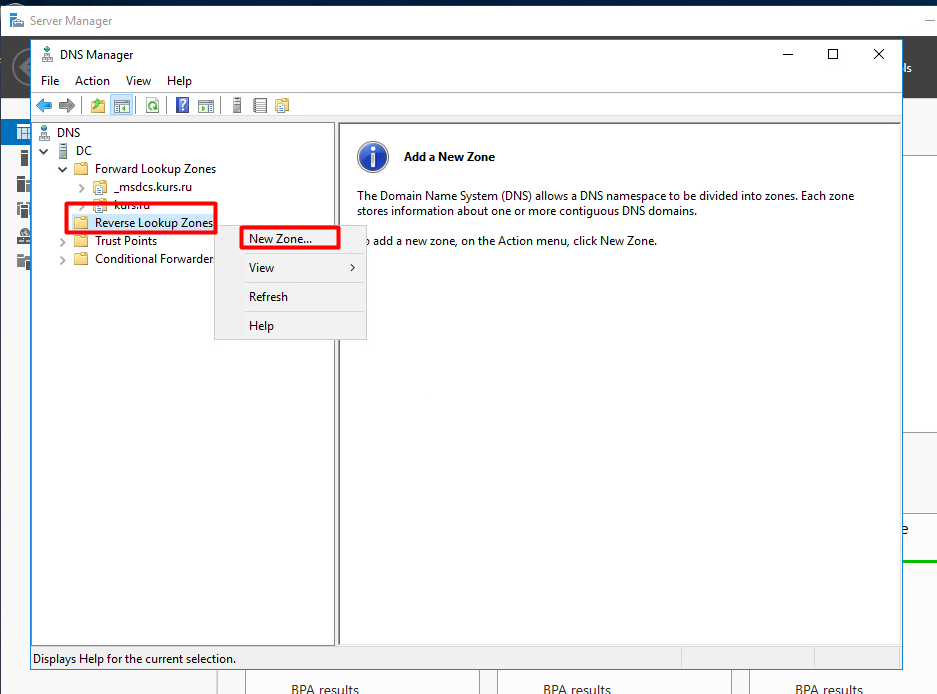 Server Manager
DNS Manager
File Action View Help
DNS
DC
Forward Lookup Zones
_msdcs.kurs.ru
kurs.ru
Reverse Lookup Zones
Trust Points
Conditional Forwarder
New Zone...
View
Refresh
Help
Add a New Zone
The Domain Name System (DNS) allows a DNS namespace to be divided into zones. Each zone
stores information about one or more contiguous DNS domains.
o add a new zone, on the Action menu, click New Zone.
Displays Help for the current selection.
BPA results BPA results BPA results